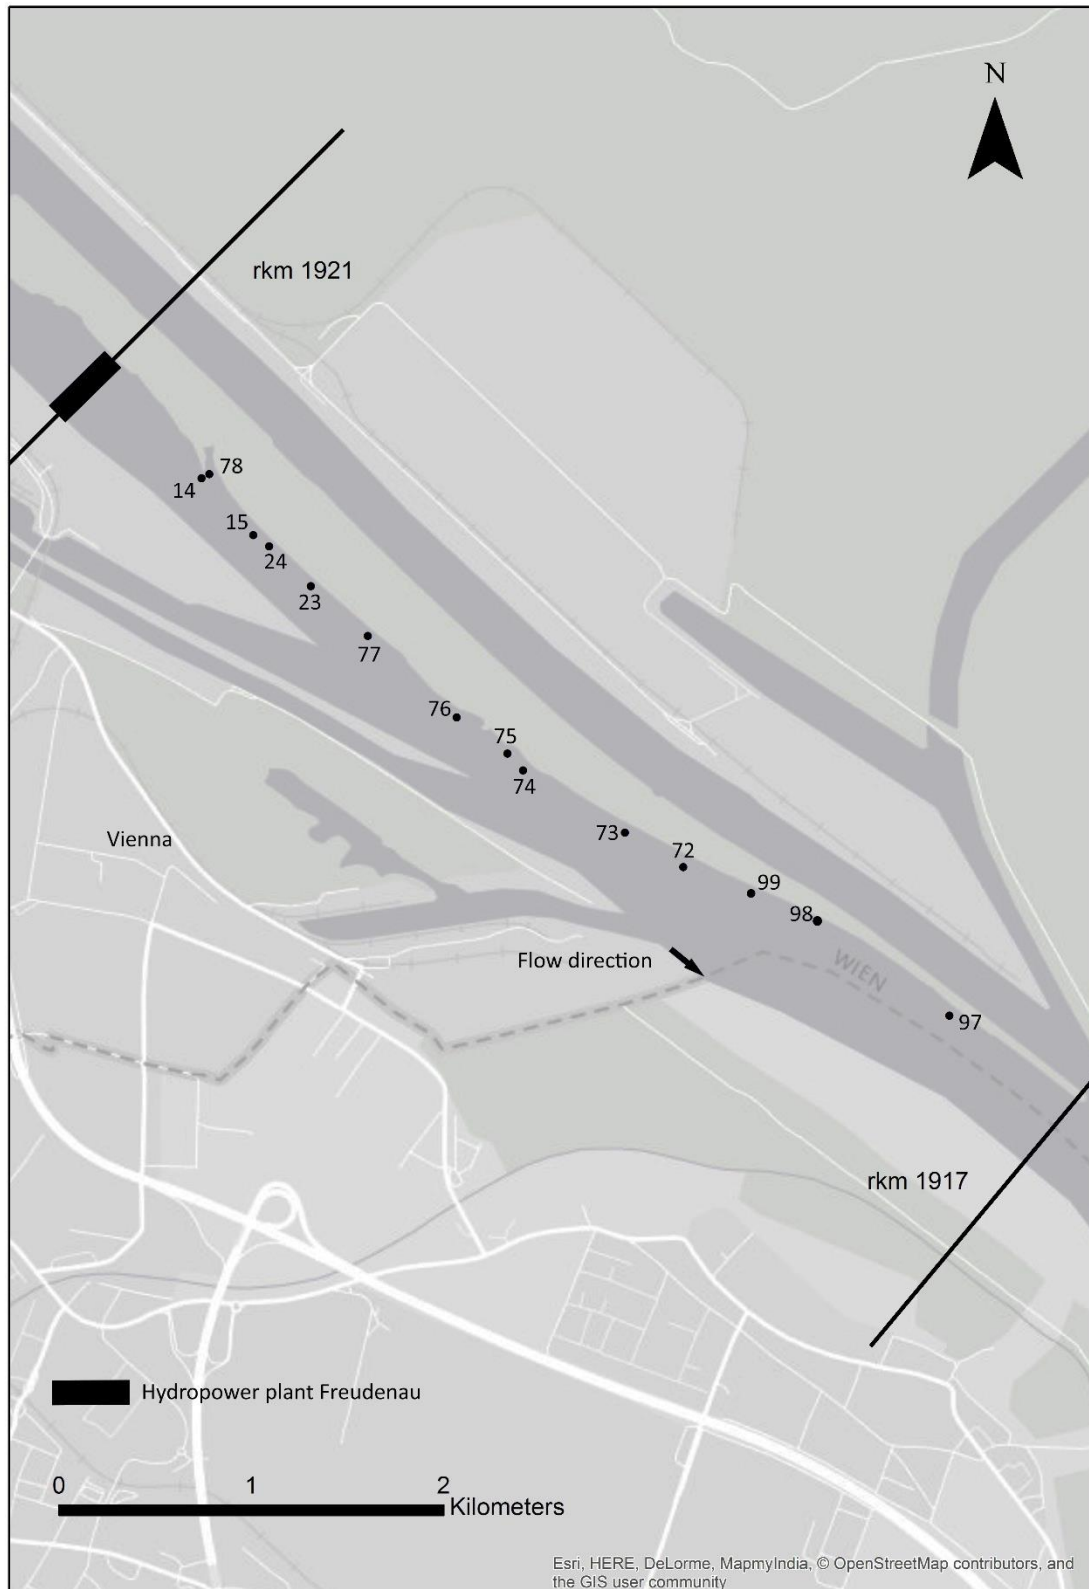 N
rkm 1921
78
14
15
24
23
77
76
75
74
73
72
Vienna
99
98
Flow direction
WIEN
97
rkm 1917
Hydropower plant Freudenau
0 1 2
Kilometers
Esri, HERE, DeLorme, MapmyIndia, © OpenStreetMap contributors, and
the GIS user community